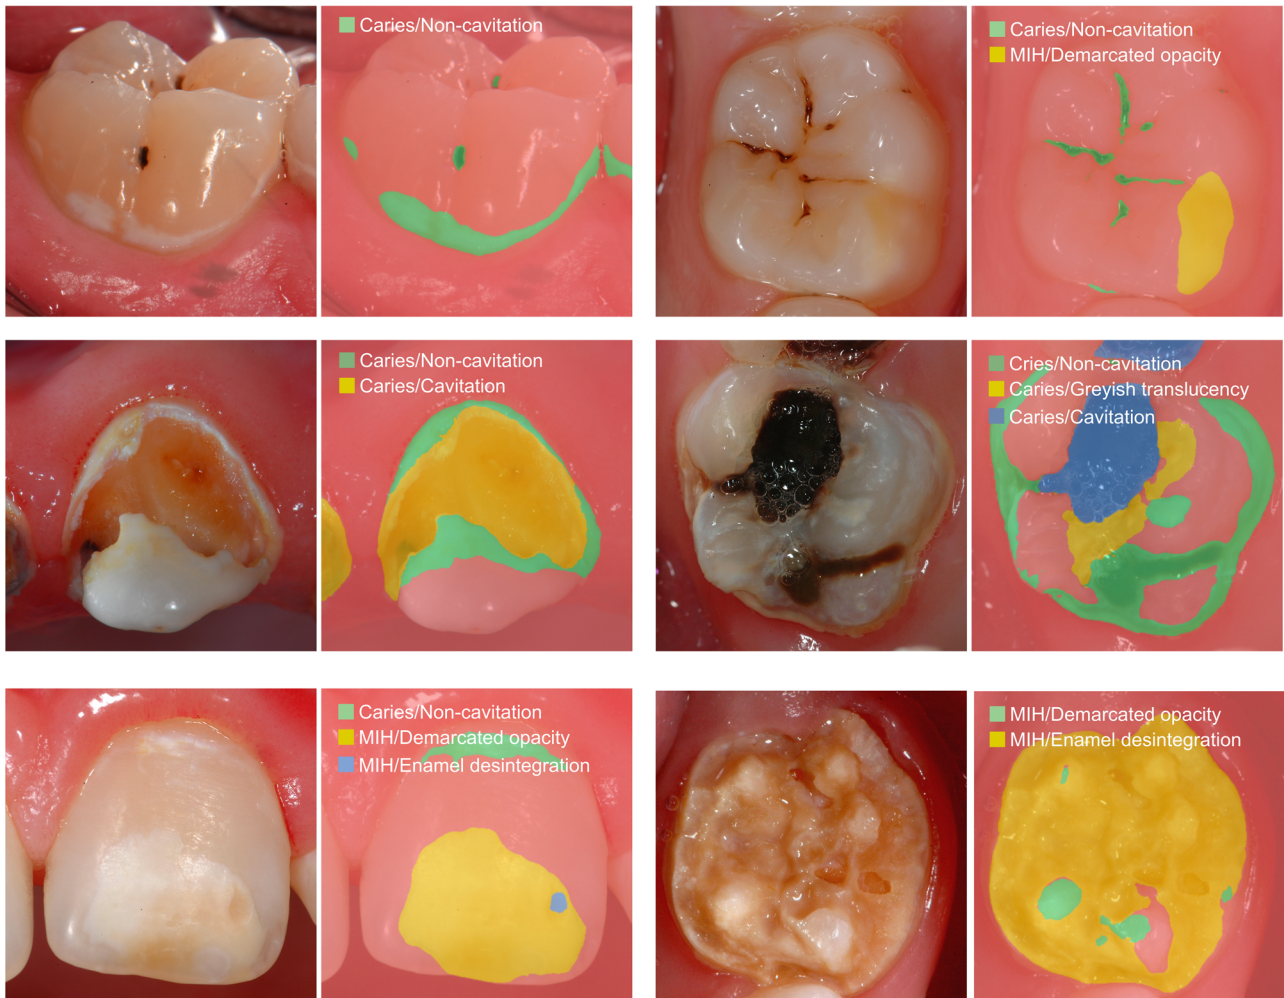 Caries/Non-cavitation
Caries/Non-cavitation
MIH/Demarcated opacity
Caries/Non-cavitation
Caries/Cavitation
Cries/Non-cavitation
Caries/Greyish translucency
Caries/Cavitation
Caries/Non-cavitation
MIH/Demarcated opacity
MIH/Enamel desintegration
MIH/Demarcated opacity
MIH/Enamel desintegration